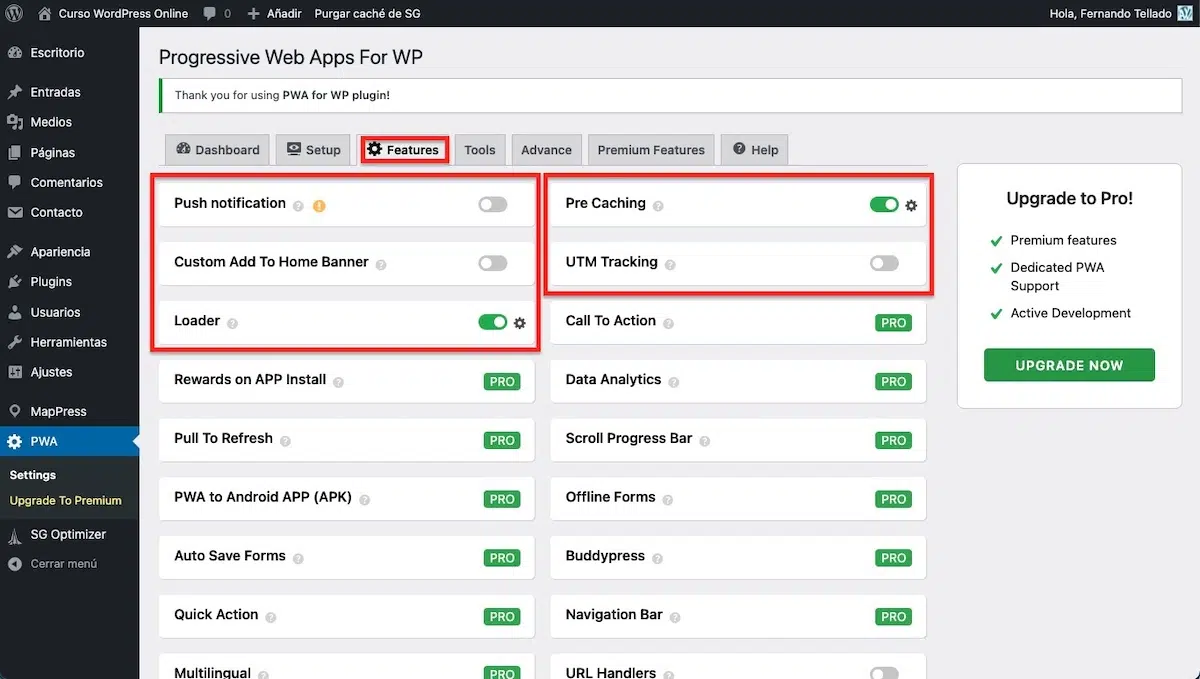 Curso WordPress Online 0 Añadir Purgar caché de SG Hola, Fernando Tellado
Escritorio
Entradas
Medios
Páginas
Comentarios
Contacto
Apariencia
Plugins
Usuarios
Herramientas
Ajustes
MapPress
PWA
Settings
Upgrade To Premium
SG Optimizer
Cerrar menú
Progressive Web Apps For WP
Thank you for using PWA for WP plugin!
Dashboard Setup Features Tools Advance Premium Features Help
Push notification Pre Caching
Custom Add To Home Banner UTM Tracking
Loader Call To Action PRO
Rewards on APP Install PRO Data Analytics PRO
Pull To Refresh PRO Scroll Progress Bar PRO
PWA to Android APP (APK) PRO Offline Forms PRO
Auto Save Forms PRO Buddypress PRO
Quick Action PRO Navigation Bar PRO
Multilingual PRO URL Handlers
Upgrade to Pro!
Premium features
Dedicated PWA
Support
Active Development
UPGRADE NOW